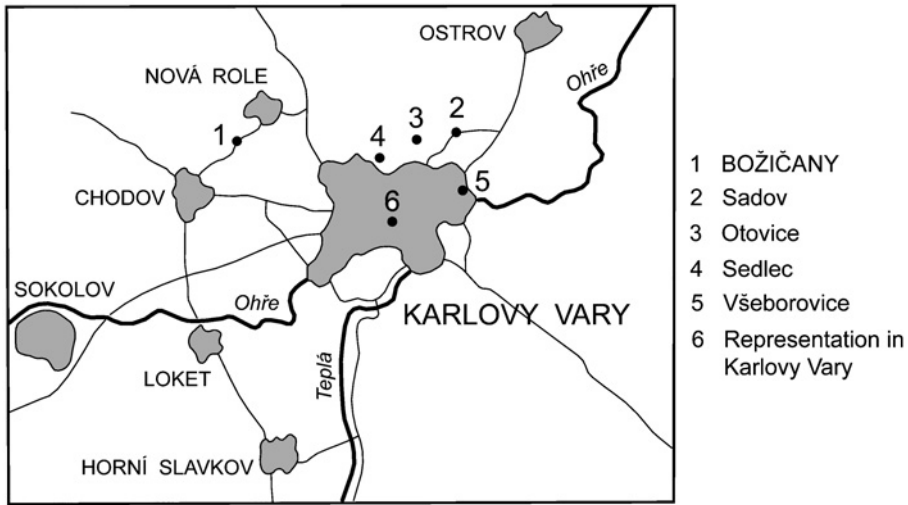 OSTROV
Ohře
NOVÁ ROLE
1
2
3
4
5
6
CHODOV
SOKOLOV
Ohře
KARLOVY VARY
LOKET
Teplá
HORNÍ SLAVKOV
1 BOŽIČANY
2 Sadov
3 Otovice
4 Sedlec
5 Všeborovice
6 Representation in
Karlovy Vary